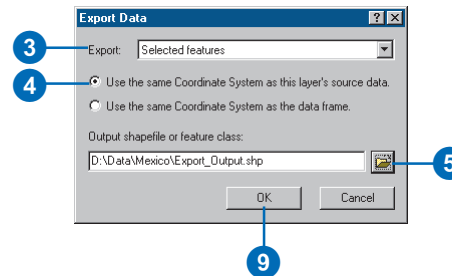 Export Data
3
Export: Selected features
4
Use the same Coordinate System as this layer's source data.
Use the same Coordinate System as the data frame.
Output shapefile or feature class:
D:\Data\Mexico\Export_Output.shp
5
OK Cancel
9